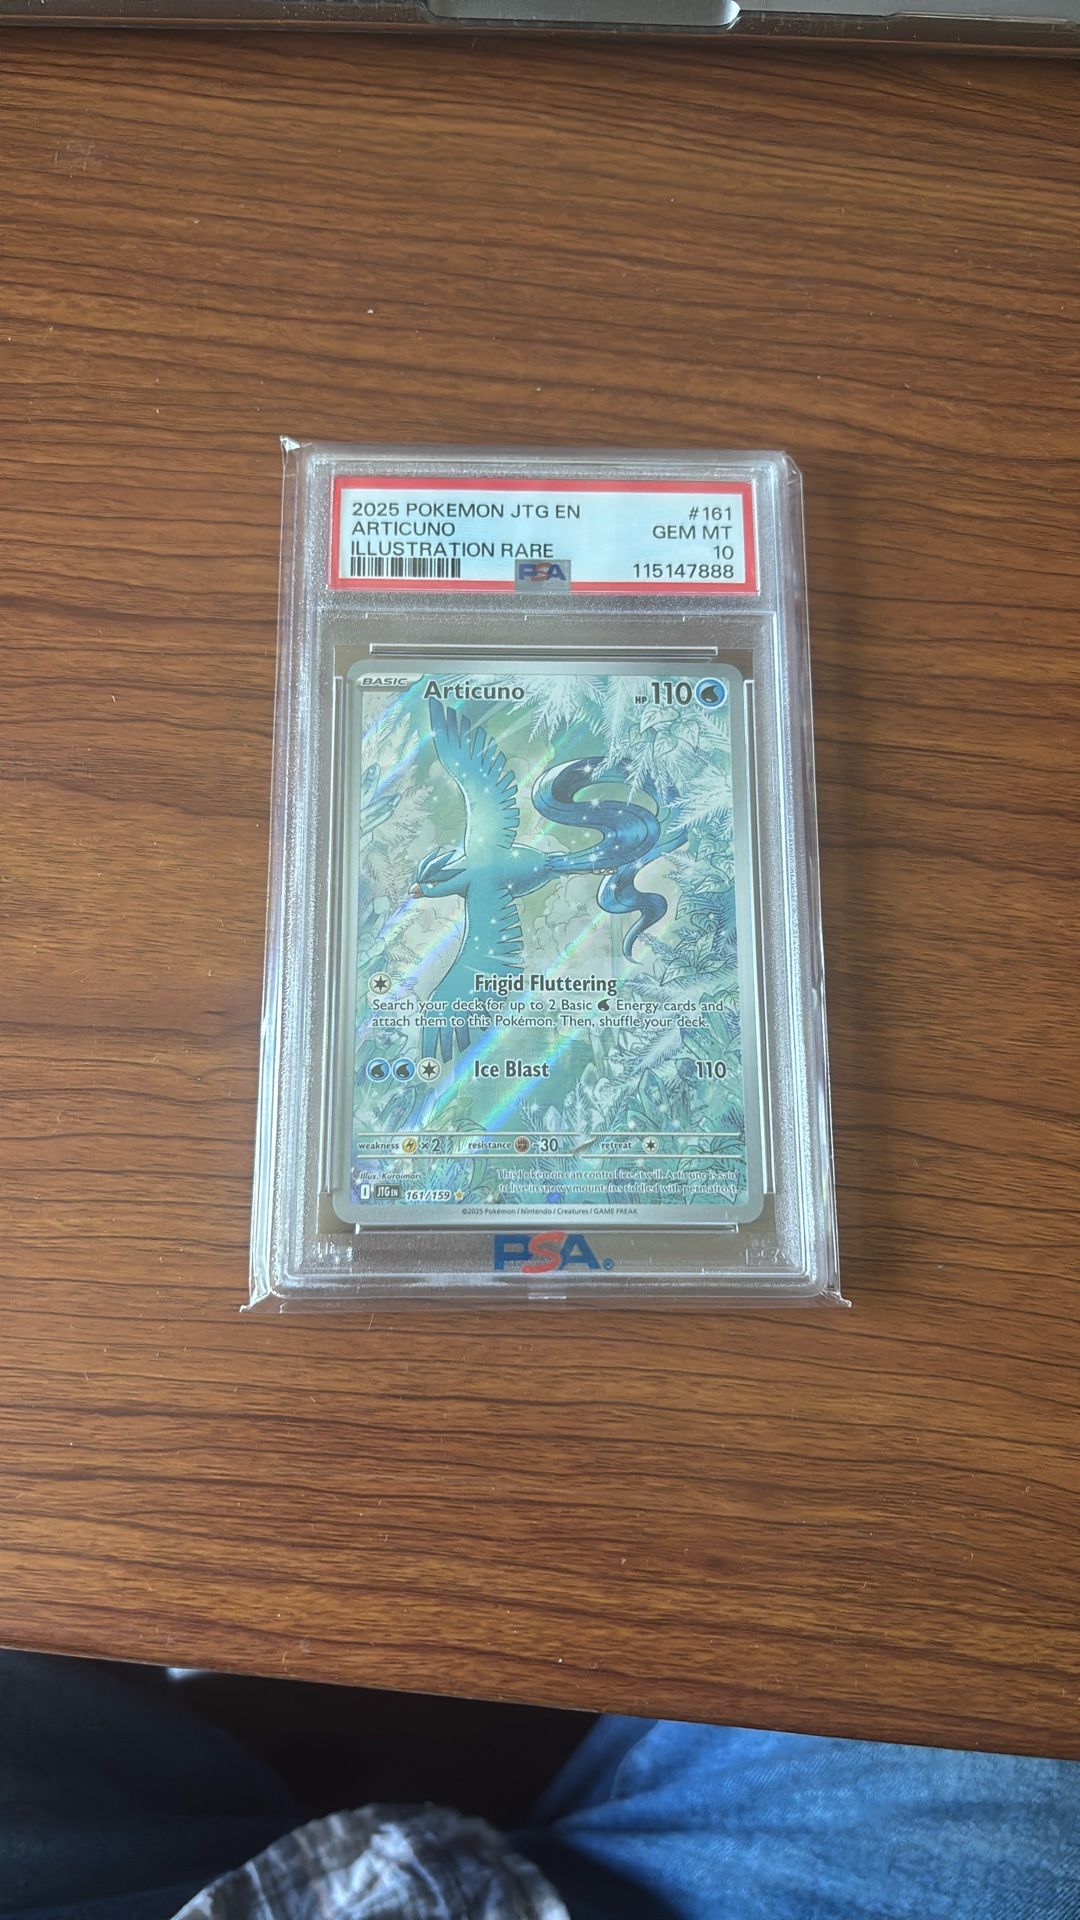 2025 POKEMON JTG EN #161
ARTICUNO GEM MT
ILLUSTRATION RARE 10
PSA 115147888
BASIC Articuno HP 110
Frigid Fluttering
Search your deck for up to 2 Basic Energy cards and
attach them to this Pokémon. Then, shuffle your deck.
Ice Blast 110
weakness ×2 resistance -30 retreat
Illus. Kuroimori
This Pokémon can control ice at will. Articuno is said
to live in snowy mountains riddled with permafrost.
I JTG EN 161/159
©2025 Pokémon / Nintendo / Creatures / GAME FREAK
PSA®